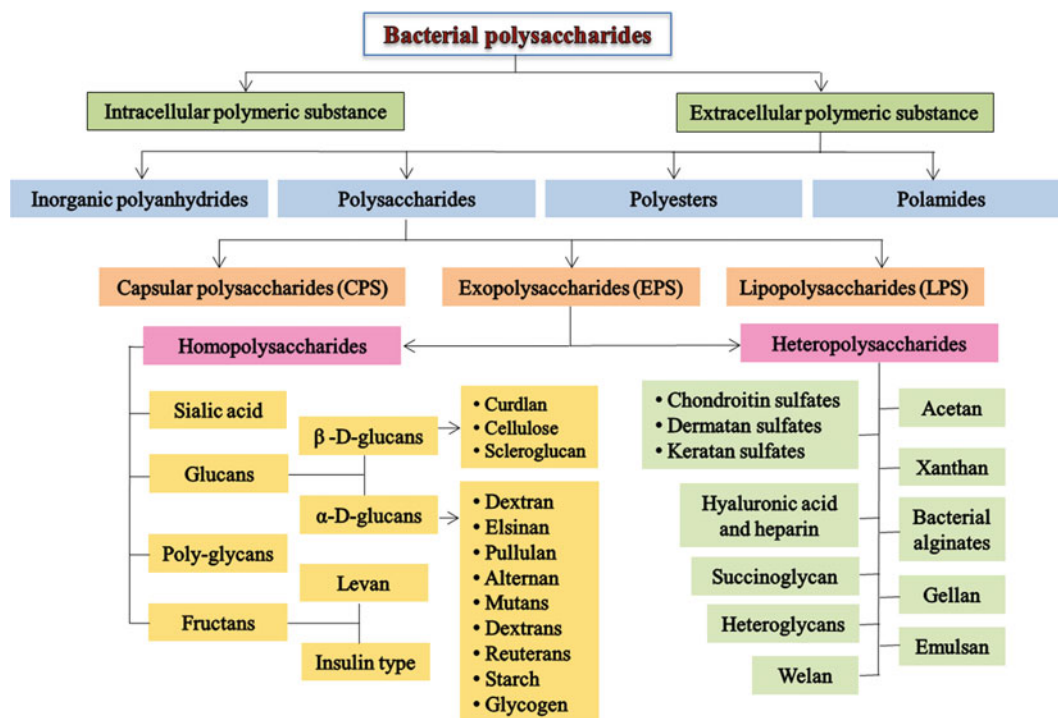 Bacterial polysaccharides
Intracellular polymeric substance
Extracellular polymeric substance
Inorganic polyanhydrides
Polysaccharides
Polyesters
Polamides
Capsular polysaccharides (CPS)
Exopolysaccharides (EPS)
Lipopolysaccharides (LPS)
Homopolysaccharides
Heteropolysaccharides
Sialic acid
Glucans
Poly-glycans
Fructans
β -D-glucans
α-D-glucans
Levan
Insulin type
• Curdlan
• Cellulose
• Scleroglucan
• Dextran
• Elsinan
• Pullulan
• Alternan
• Mutans
• Dextrans
• Reuterans
• Starch
• Glycogen
• Chondroitin sulfates
• Dermatan sulfates
• Keratan sulfates
Hyaluronic acid
and heparin
Succinoglycan
Heteroglycans
Welan
Acetan
Xanthan
Bacterial
alginates
Gellan
Emulsan